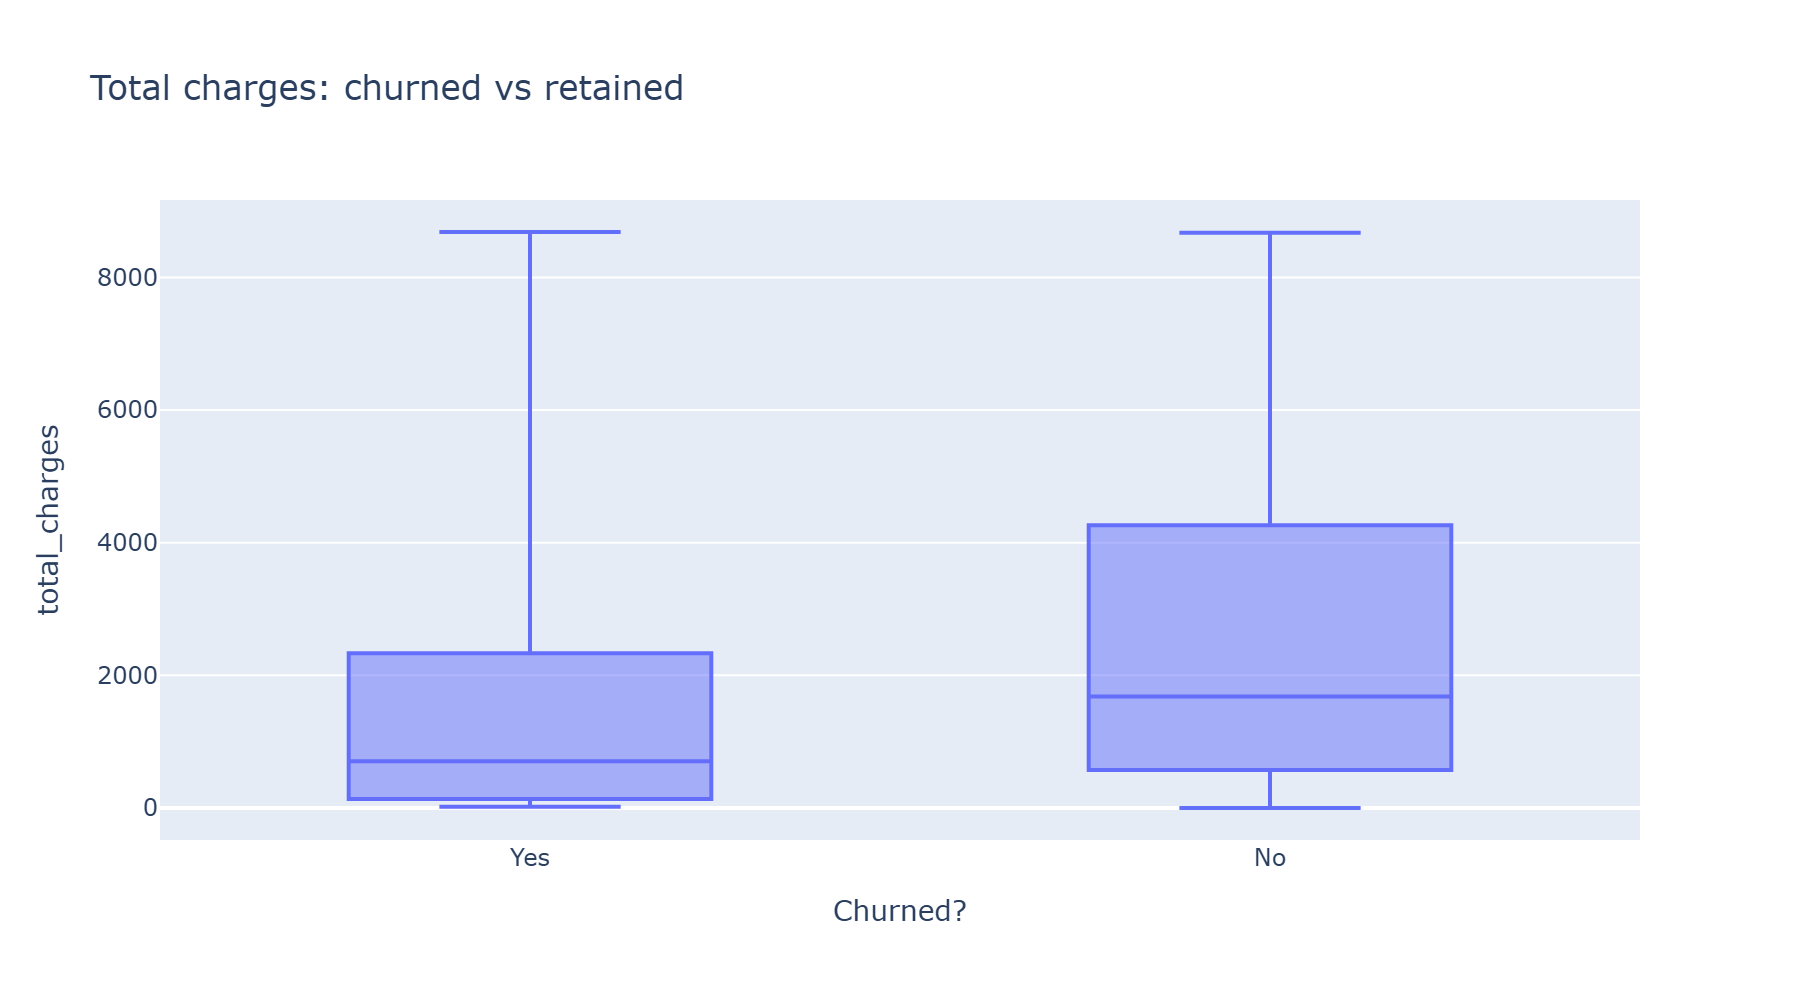 Total charges: churned vs retained
total_charges
8000
6000
4000
2000
0
Yes
No
Churned?